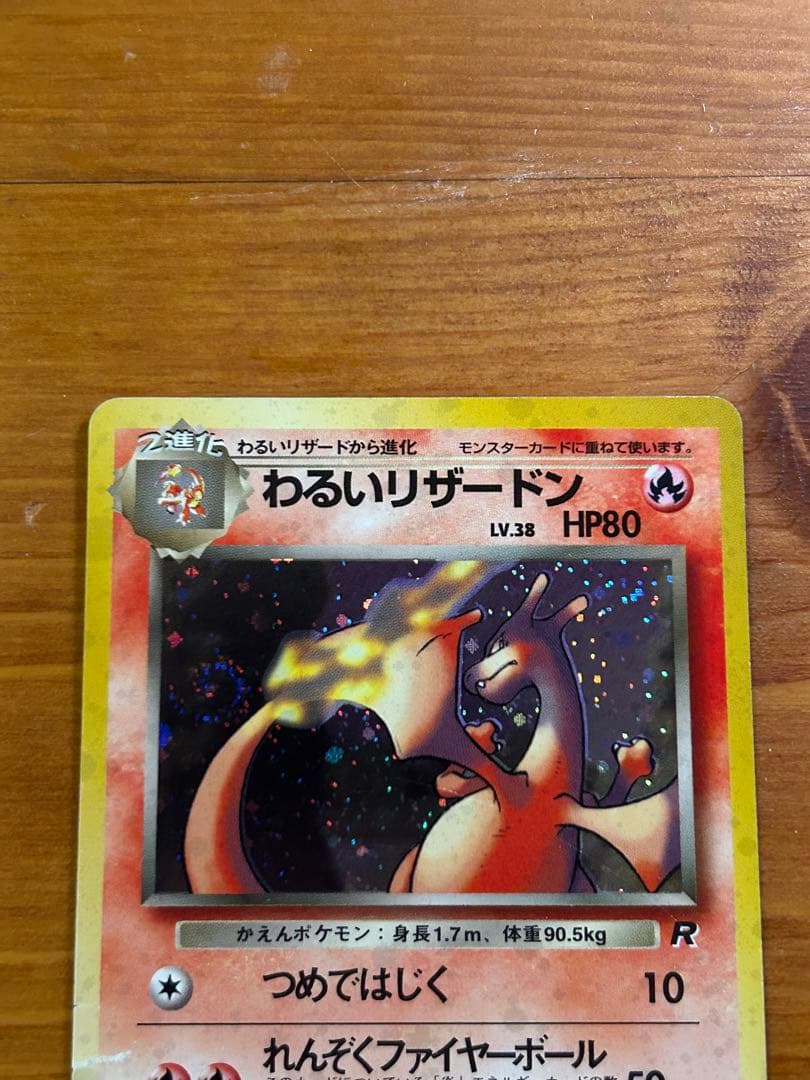 2進化
わるいリザードから進化
モンスターカードに重ねて使います。
わるいリザードン
LV.38 HP80
かえんポケモン：身長1.7m、体重90.5kg
R
つめではじく 10
れんぞくファイヤーボール 50